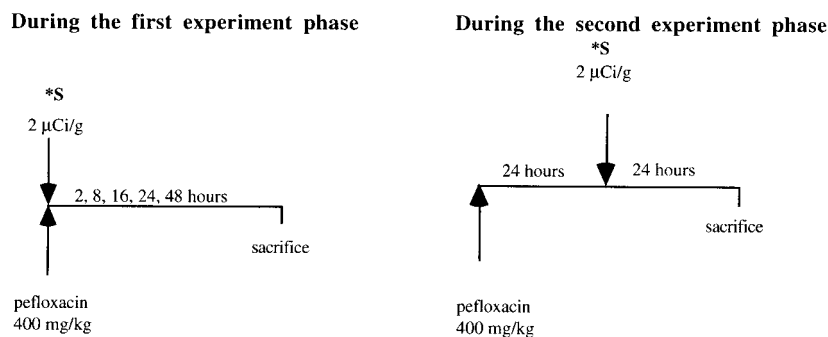 During the first experiment phase
*S
2 μCi/g
2, 8, 16, 24, 48 hours
sacrifice
pefloxacin
400 mg/kg
During the second experiment phase
*S
2 μCi/g
24 hours
24 hours
sacrifice
pefloxacin
400 mg/kg